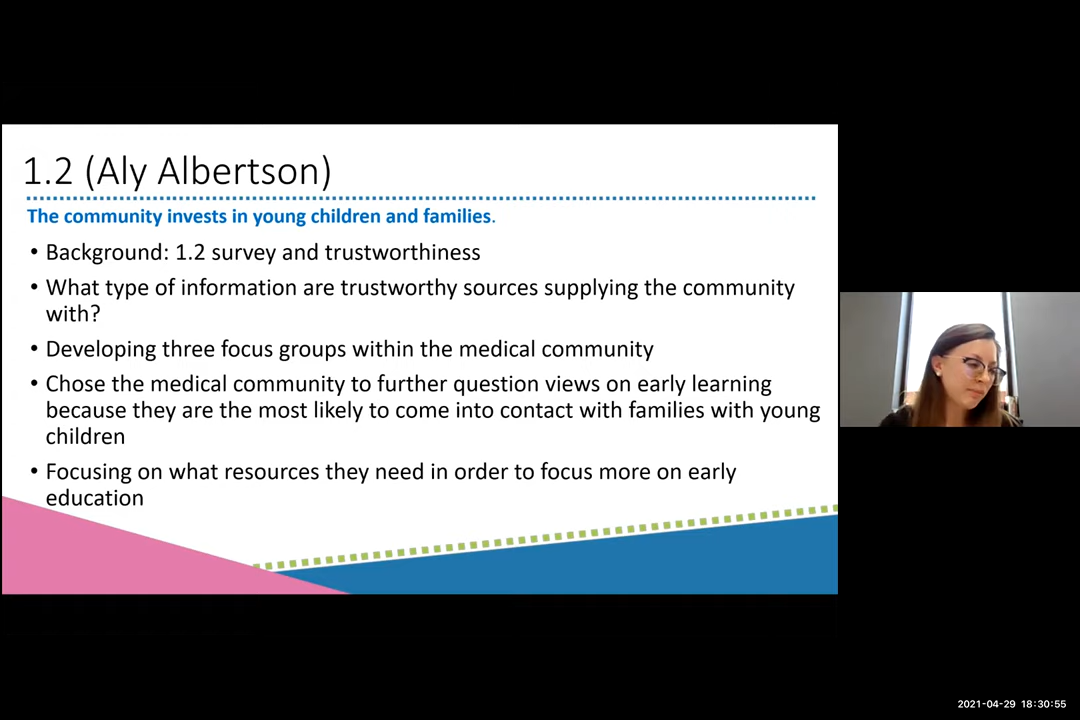 1.2 (Aly Albertson)
The community invests in young children and families.
• Background: 1.2 survey and trustworthiness
• What type of information are trustworthy sources supplying the community
with?
• Developing three focus groups within the medical community
• Chose the medical community to further question views on early learning
because they are the most likely to come into contact with families with young
children
• Focusing on what resources they need in order to focus more on early
education
2021-04-29 18:30:55